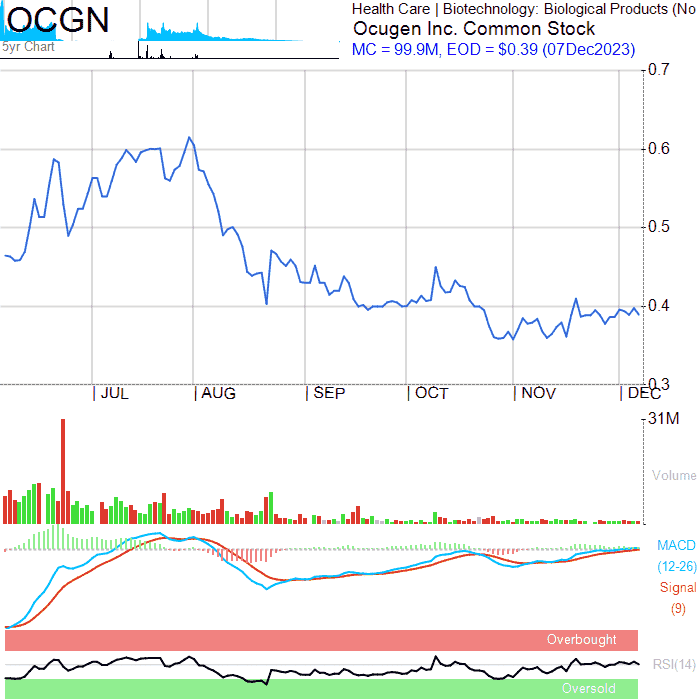 OCGN
5yr Chart
Health Care | Biotechnology: Biological Products (No
Ocugen Inc. Common Stock
MC = 99.9M, EOD = $0.39 (07Dec2023)
0.7
0.6
0.5
0.4
0.3
JUL AUG SEP OCT NOV DEC
31M
Volume
MACD
(12-26)
Signal
(9)
Overbought
RSI(14)
Oversold